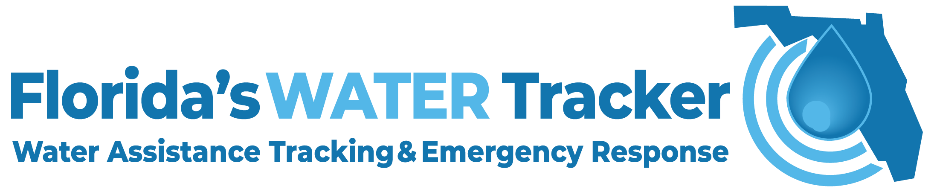 Florida's WATER Tracker
Water Assistance Tracking & Emergency Response